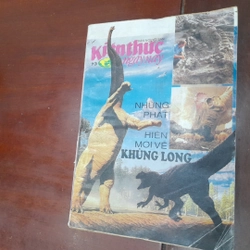 Kiến thức
NHỮNG
PHÁT
HIỆN
MỚI VỀ
KHỦNG LONG